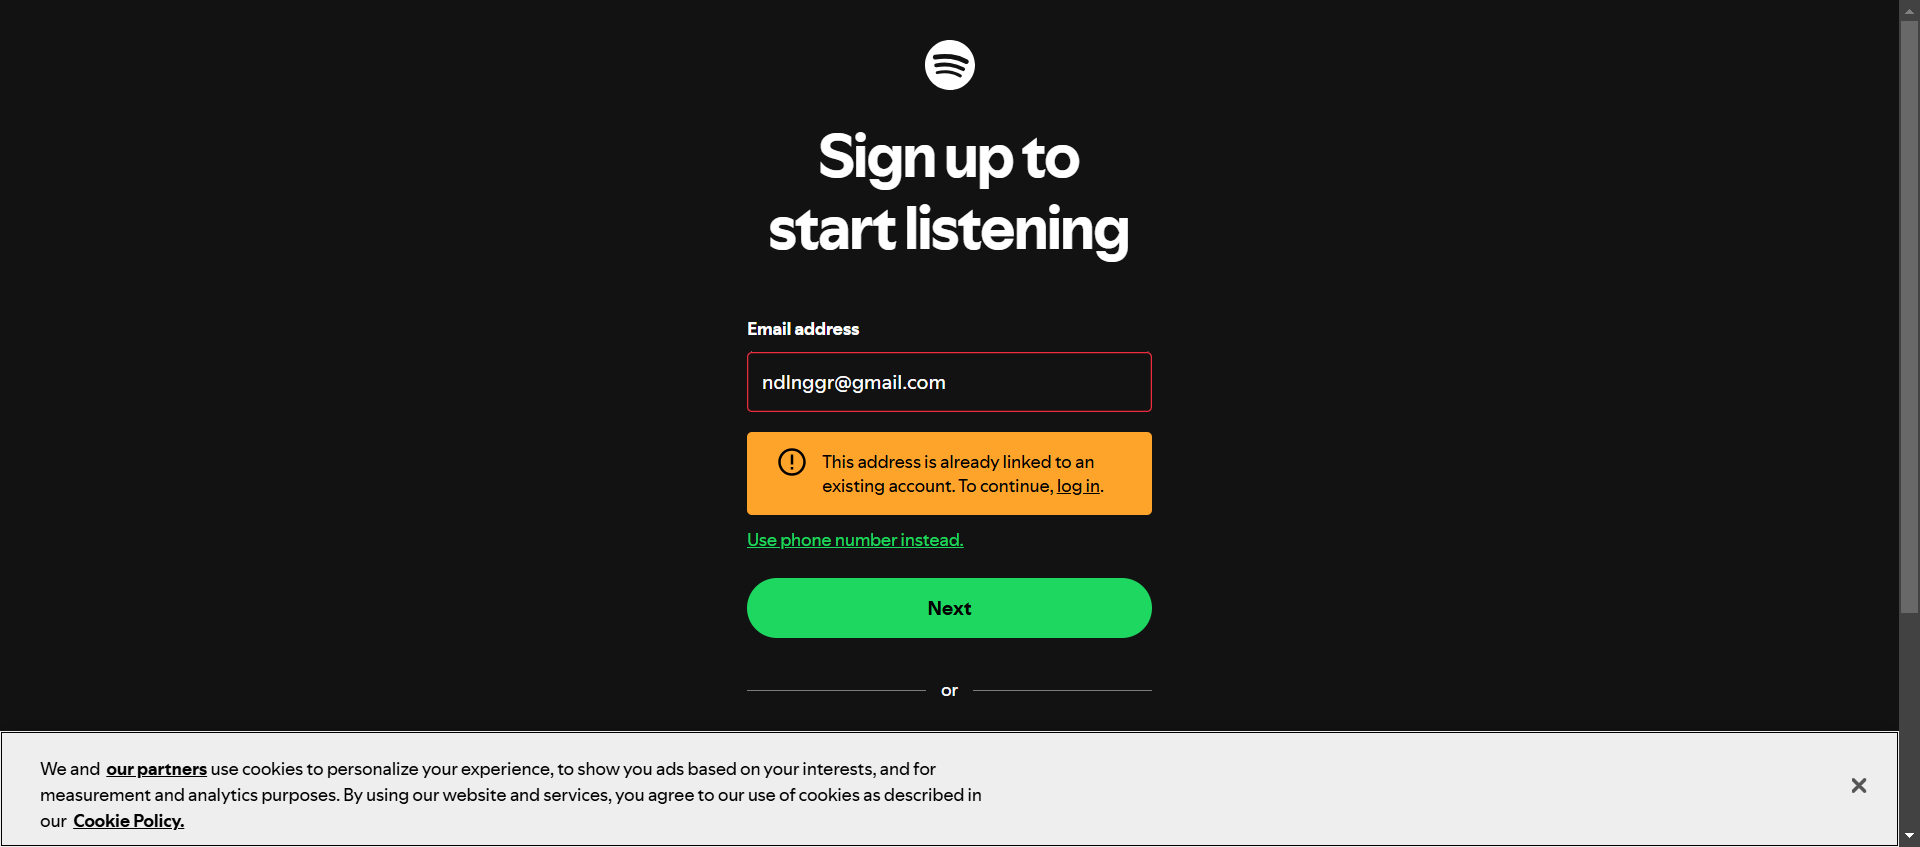 Sign up to
start listening
Email address
ndlnggr@gmail.com
This address is already linked to an
existing account. To continue, log in.
Use phone number instead.
Next
or
We and our partners use cookies to personalize your experience, to show you ads based on your interests, and for
measurement and analytics purposes. By using our website and services, you agree to our use of cookies as described in
our Cookie Policy.